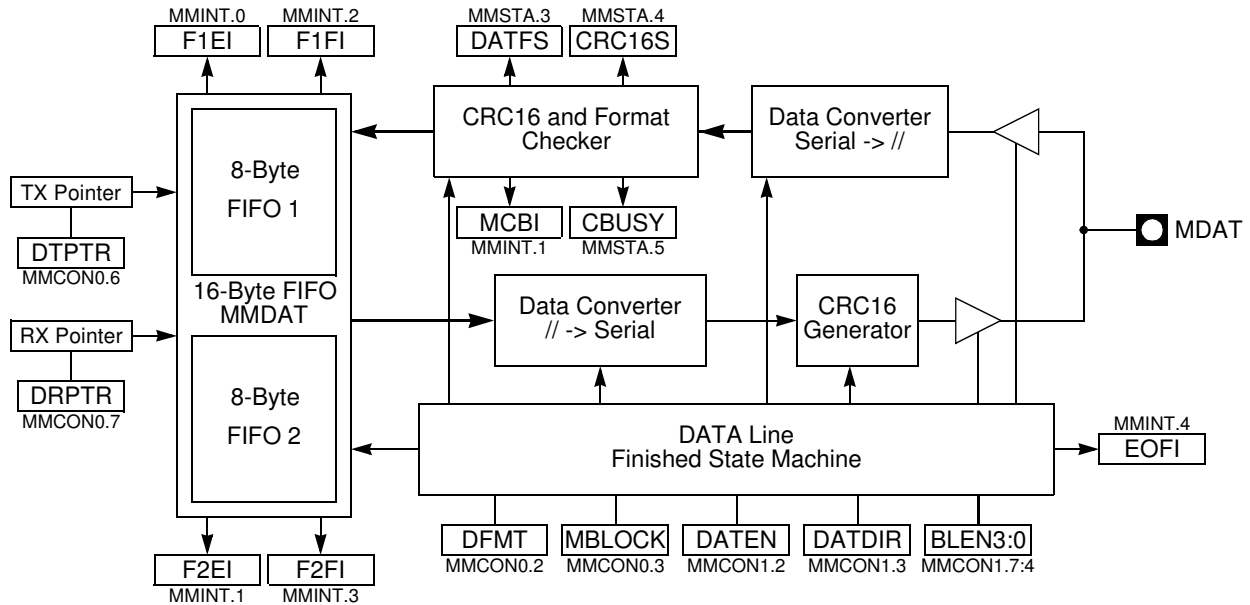 MMINT.0
F1EI
MMINT.2
F1FI
MMSTA.3
DATFS
MMSTA.4
CRC16S
CRC16 and Format
Checker
Data Converter
Serial -> //
8-Byte
FIFO 1
TX Pointer
DTPTR
MMCON0.6
MCBI
MMINT.1
CBUSY
MMSTA.5
MDAT
16-Byte FIFO
MMDAT
Data Converter
// -> Serial
CRC16
Generator
RX Pointer
DRPTR
MMCON0.7
8-Byte
FIFO 2
DATA Line
Finished State Machine
MMINT.4
EOFI
F2EI
MMINT.1
F2FI
MMINT.3
DFMT
MMCON0.2
MBLOCK
MMCON0.3
DATEN
MMCON1.2
DATDIR
MMCON1.3
BLEN3:0
MMCON1.7:4